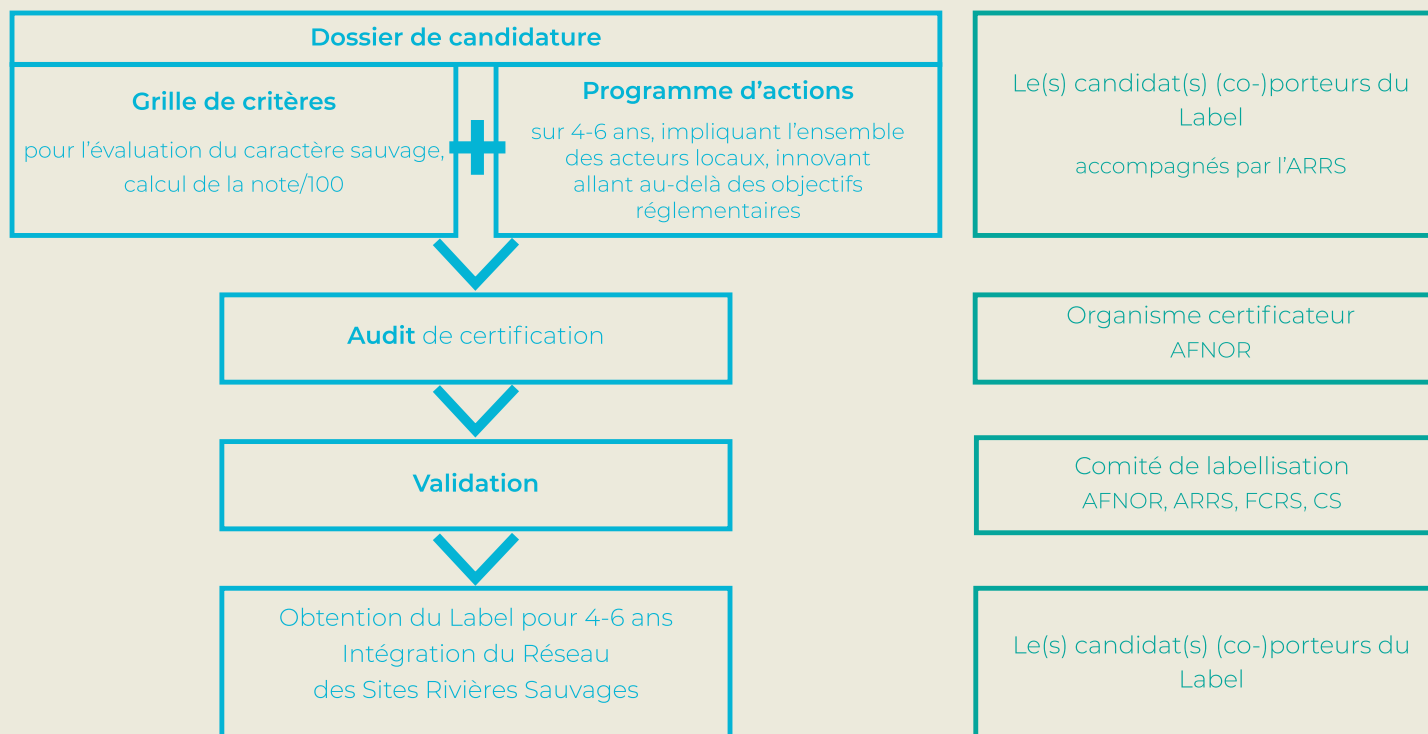 Dossier de candidature
Grille de critères
pour l'évaluation du caractère sauvage,
calcul de la note/100
Programme d'actions
sur 4-6 ans, impliquant l'ensemble
des acteurs locaux, innovant
allant au-delà des objectifs
réglementaires
Le(s) candidat(s) (co-)porteurs du
Label
accompagnés par l'ARRS
Audit de certification
Organisme certificateur
AFNOR
Validation
Comité de labellisation
AFNOR, ARRS, FCRS, CS
Obtention du Label pour 4-6 ans
Intégration du Réseau
des Sites Rivières Sauvages
Le(s) candidat(s) (co-)porteurs du
Label